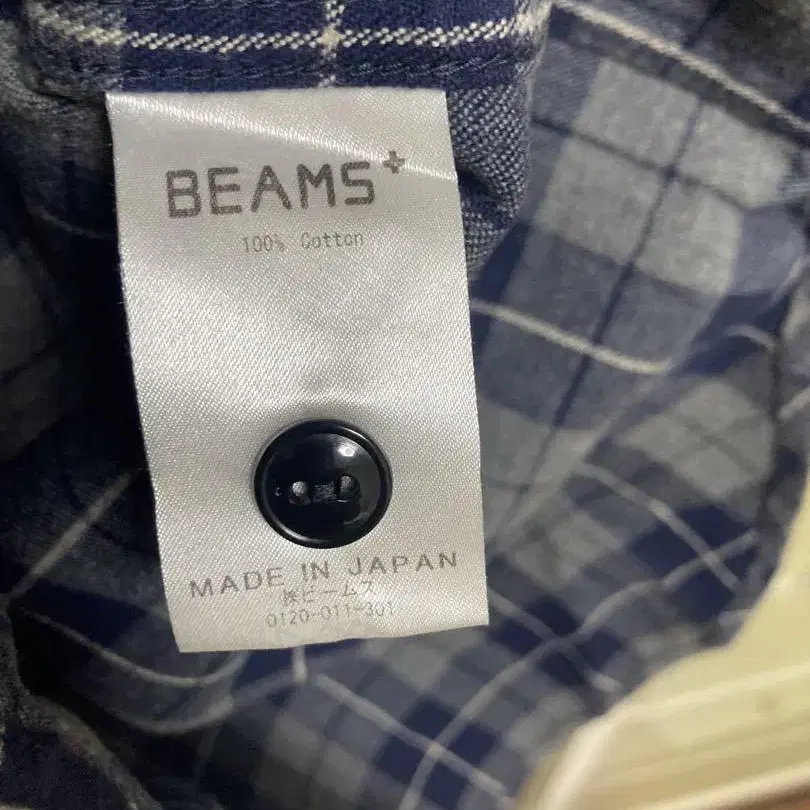 BEAMS+
100% Cotton
MADE IN JAPAN
㈱ビームス
0120-011-301